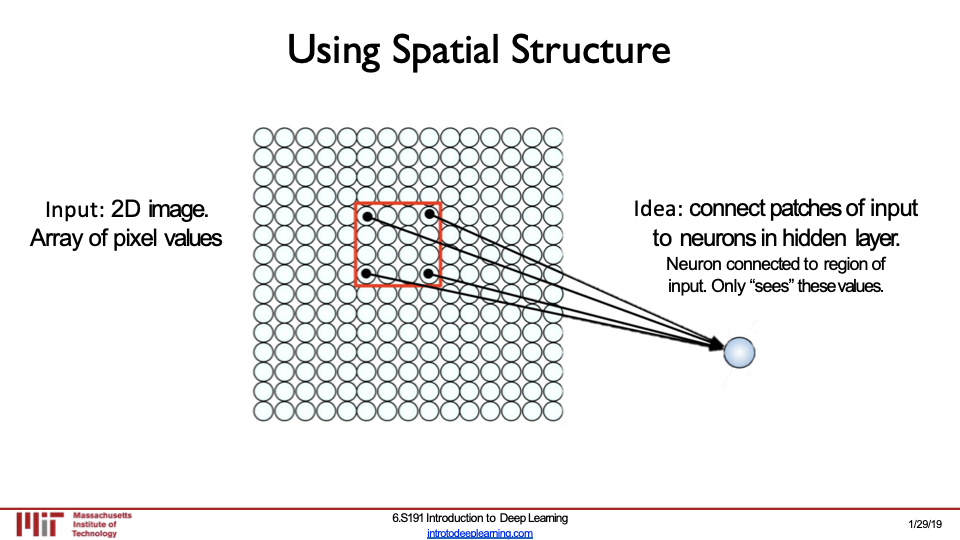 Using Spatial Structure
Input: 2D image.
Array of pixel values
Idea: connect patches of input
to neurons in hidden layer.
Neuron connected to region of
input. Only “sees” these values.
Massachusetts
Institute of
Technology
6.S191 Introduction to Deep Learning
introtodeeplearning.com
1/29/19